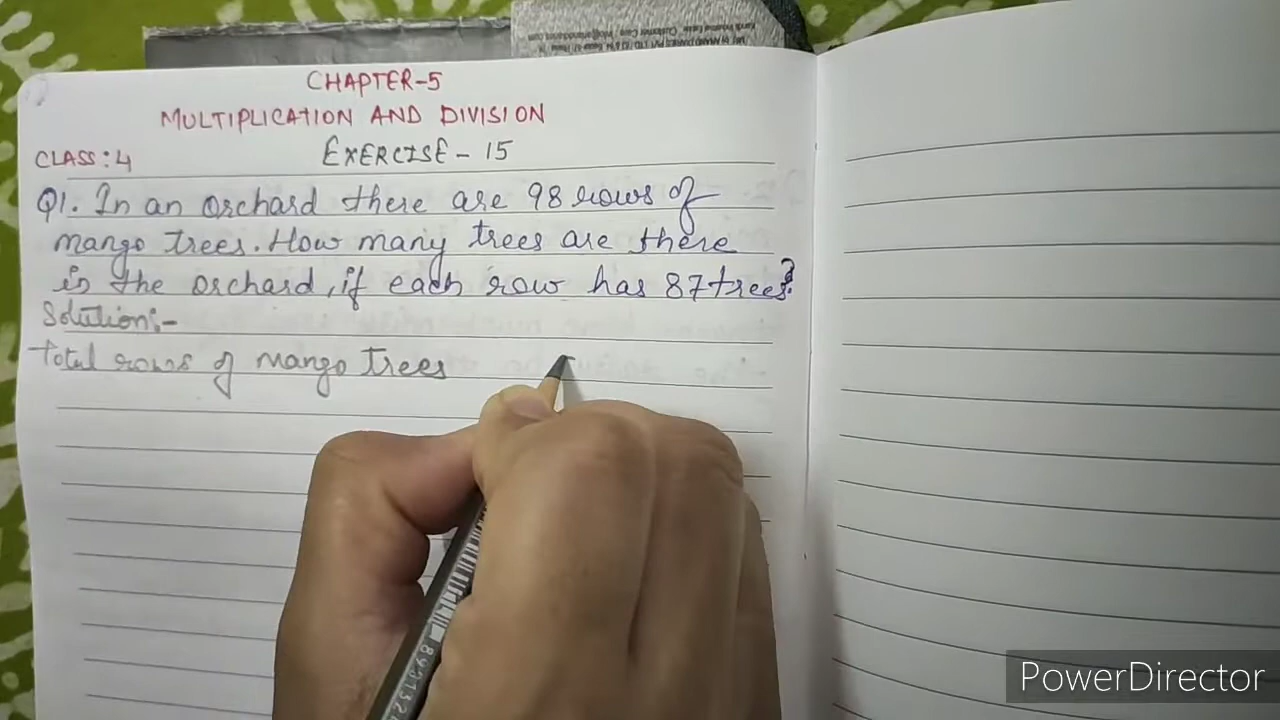 CHAPTER-5
MULTIPLICATION AND DIVISION
EXERCISE-15
CLASS:4
Q1. In an orchard there are 98 rows of
mango trees. How many trees are there
in the orchard, if each row has 87 trees?
Solution:-
Total rows of mango trees
PowerDirector